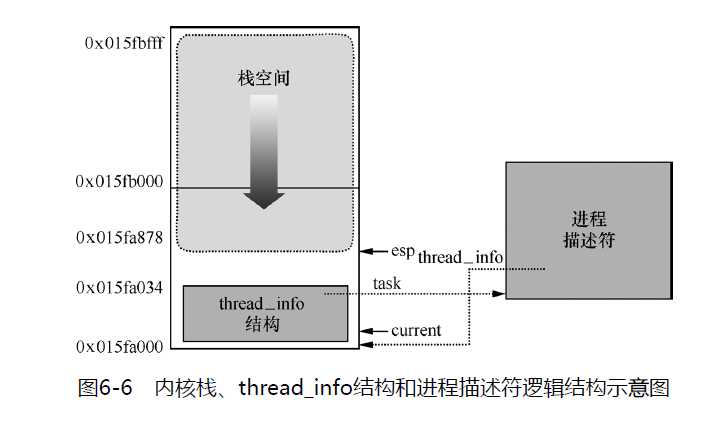 0x015fbfff
栈空间
0x015fb000
0x015fa878
esp
thread_info
进程
描述符
0x015fa034
task
thread_info
结构
current
0x015fa000
图6-6 内核栈、thread_info结构和进程描述符逻辑结构示意图